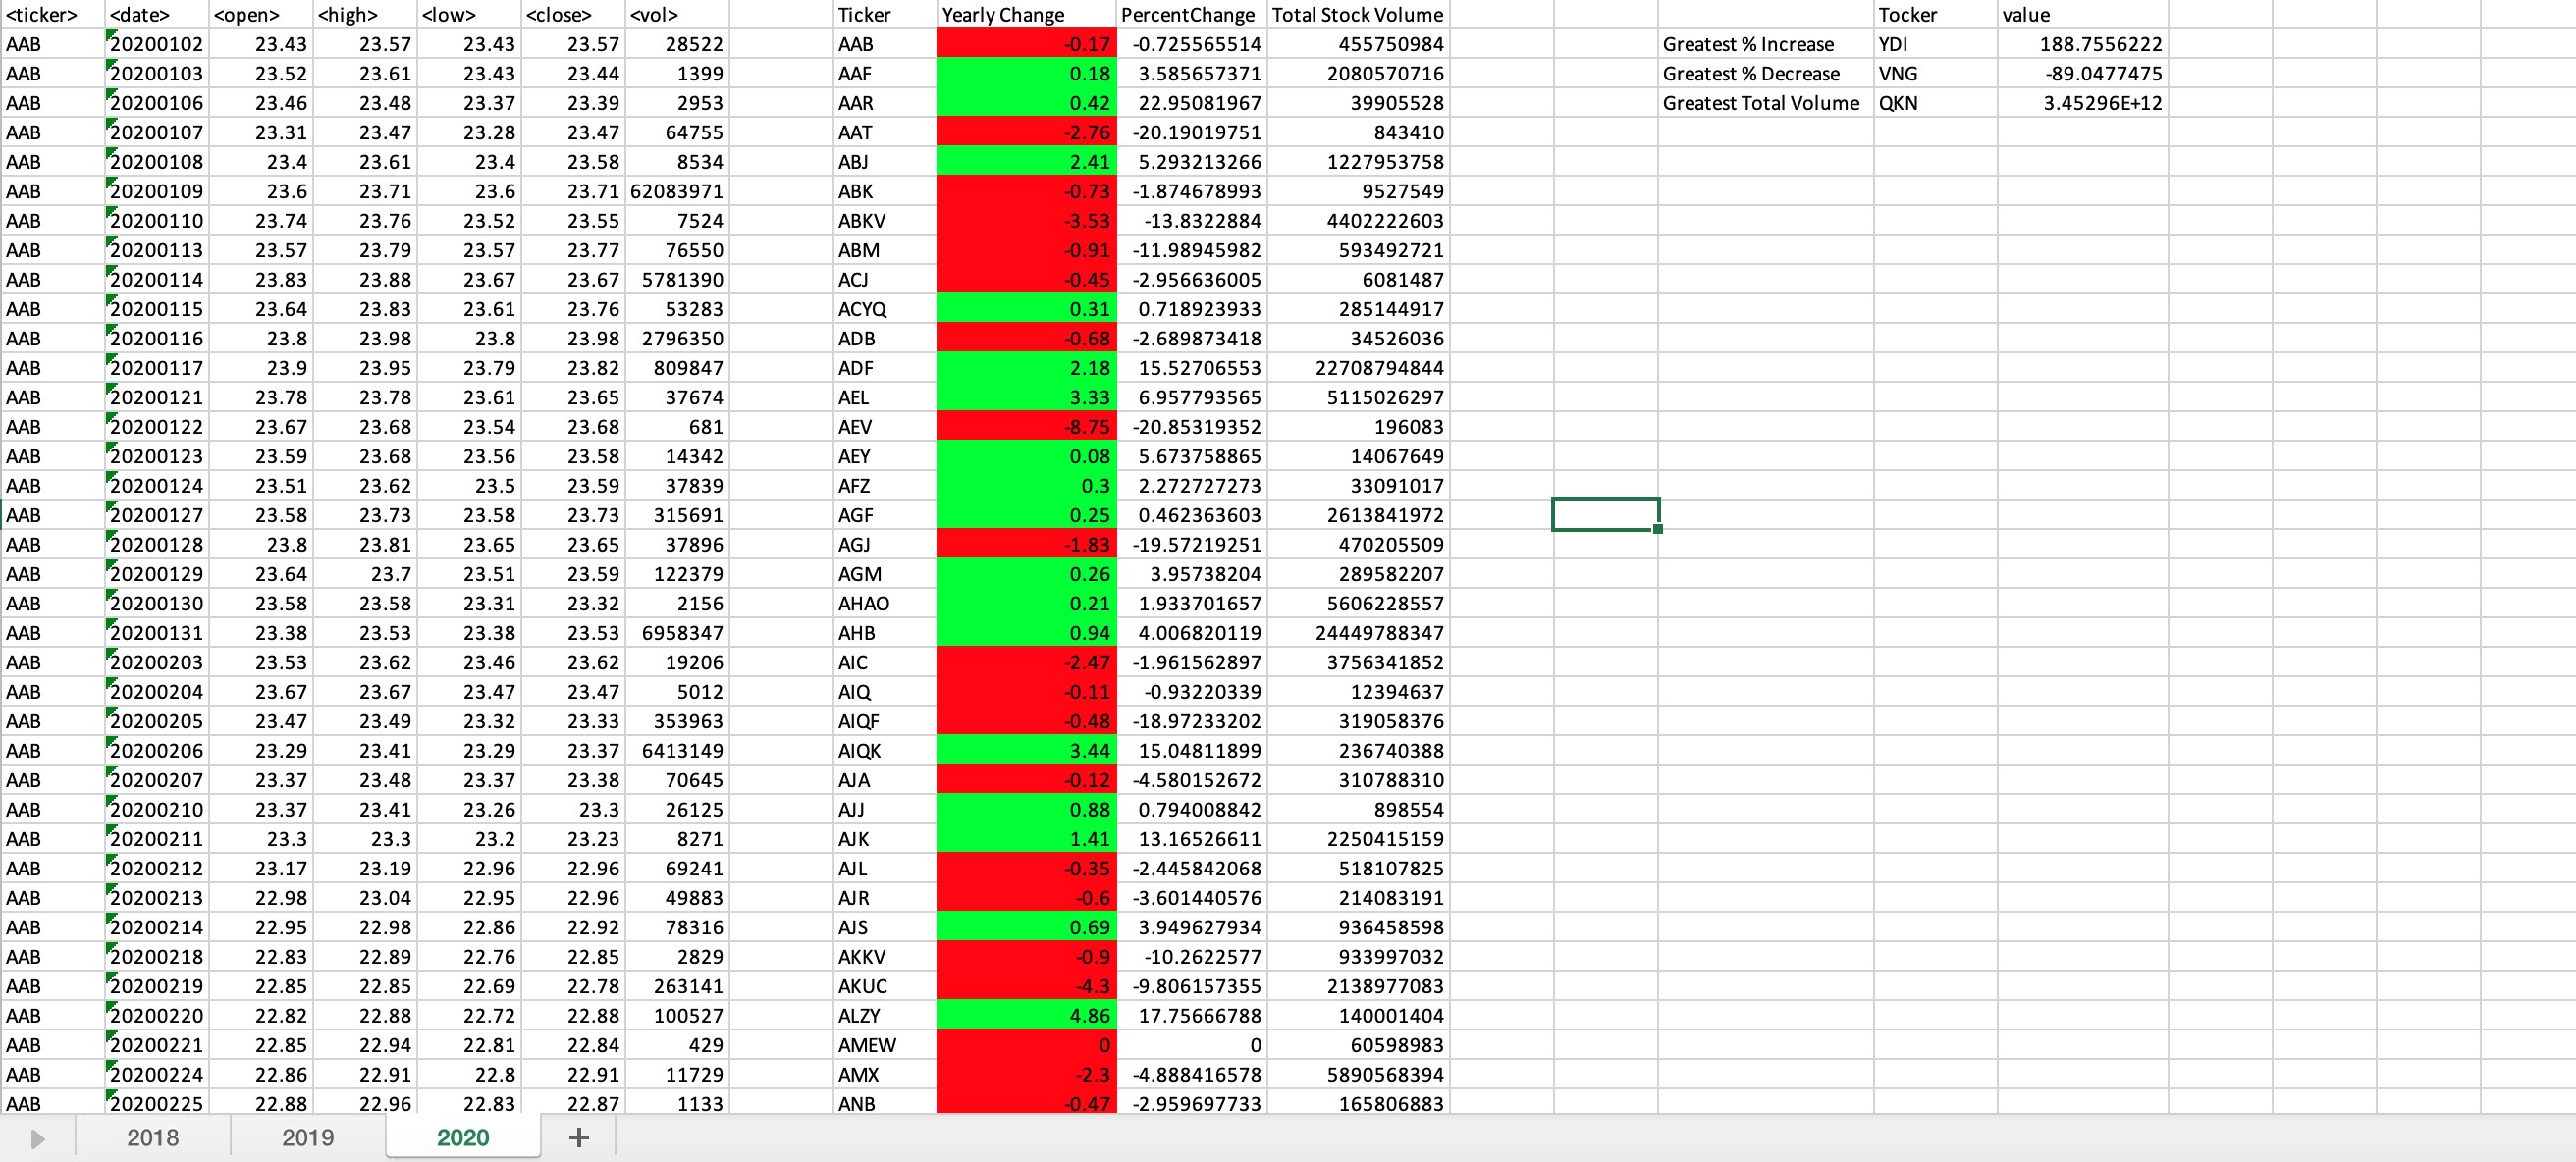 <ticker> <date> <open> <high> <low> <close> <vol> Ticker Yearly Change PercentChange Total Stock Volume Tocker value
AAB 20200102 23.43 23.57 23.43 23.57 28522 AAB -0.17 -0.725565514 455750984 Greatest % Increase YDI 188.7556222
AAB 20200103 23.52 23.61 23.43 23.44 1399 AAF 0.18 3.585657371 2080570716 Greatest % Decrease VNG -89.0477475
AAB 20200106 23.46 23.48 23.37 23.39 2953 AAR 0.42 22.95081967 39905528 Greatest Total Volume QKN 3.45296E+12
AAB 20200107 23.31 23.47 23.28 23.47 64755 AAT -2.76 -20.19019751 843410
AAB 20200108 23.4 23.61 23.4 23.58 8534 ABJ 2.41 5.293213266 1227953758
AAB 20200109 23.6 23.71 23.6 23.71 62083971 ABK -0.73 -1.874678993 9527549
AAB 20200110 23.74 23.76 23.52 23.55 7524 ABKV -3.53 -13.8322884 4402222603
AAB 20200113 23.57 23.79 23.57 23.77 76550 ABM -0.91 -11.98945982 593492721
AAB 20200114 23.83 23.88 23.67 23.67 5781390 ACJ -0.45 -2.956636005 6081487
AAB 20200115 23.64 23.83 23.61 23.76 53283 ACYQ 0.31 0.718923933 285144917
AAB 20200116 23.8 23.98 23.8 23.98 2796350 ADB -0.68 -2.689873418 34526036
AAB 20200117 23.9 23.95 23.79 23.82 809847 ADF 2.18 15.52706553 22708794844
AAB 20200121 23.78 23.78 23.61 23.65 37674 AEL 3.33 6.957793565 5115026297
AAB 20200122 23.67 23.68 23.54 23.68 681 AEV -8.75 -20.85319352 196083
AAB 20200123 23.59 23.68 23.56 23.58 14342 AEY 0.08 5.673758865 14067649
AAB 20200124 23.51 23.62 23.5 23.59 37839 AFZ 0.3 2.272727273 33091017
AAB 20200127 23.58 23.73 23.58 23.73 315691 AGF 0.25 0.462363603 2613841972
AAB 20200128 23.8 23.81 23.65 23.65 37896 AGJ -1.83 -19.57219251 470205509
AAB 20200129 23.64 23.7 23.51 23.59 122379 AGM 0.26 3.95738204 289582207
AAB 20200130 23.58 23.58 23.31 23.32 2156 AHAO 0.21 1.933701657 5606228557
AAB 20200131 23.38 23.53 23.38 23.53 6958347 AHB 0.94 4.006820119 24449788347
AAB 20200203 23.53 23.62 23.46 23.62 19206 AIC -2.47 -1.961562897 3756341852
AAB 20200204 23.67 23.67 23.47 23.47 5012 AIQ -0.11 -0.93220339 12394637
AAB 20200205 23.47 23.49 23.32 23.33 353963 AIQF -0.48 -18.97233202 319058376
AAB 20200206 23.29 23.41 23.29 23.37 6413149 AIQK 3.44 15.04811899 236740388
AAB 20200207 23.37 23.48 23.37 23.38 70645 AJA -0.12 -4.580152672 310788310
AAB 20200210 23.37 23.41 23.26 23.3 26125 AJJ 0.88 0.794008842 898554
AAB 20200211 23.3 23.3 23.2 23.23 8271 AJK 1.41 13.16526611 2250415159
AAB 20200212 23.17 23.19 22.96 22.96 69241 AJL -0.35 -2.445842068 518107825
AAB 20200213 22.98 23.04 22.95 22.96 49883 AJR -0.6 -3.601440576 214083191
AAB 20200214 22.95 22.98 22.86 22.92 78316 AJS 0.69 3.949627934 936458598
AAB 20200218 22.83 22.89 22.76 22.85 2829 AKKV -0.9 -10.2622577 933997032
AAB 20200219 22.85 22.85 22.69 22.78 263141 AKUC -4.3 -9.806157355 2138977083
AAB 20200220 22.82 22.88 22.72 22.88 100527 ALZY 4.86 17.75666788 140001404
AAB 20200221 22.85 22.94 22.81 22.84 429 AMEW 0 0 60598983
AAB 20200224 22.86 22.91 22.8 22.91 11729 AMX -2.3 -4.888416578 5890568394
AAB 20200225 22.88 22.96 22.83 22.87 1133 ANB -0.47 -2.959697733 165806883
2018 2019 2020 +